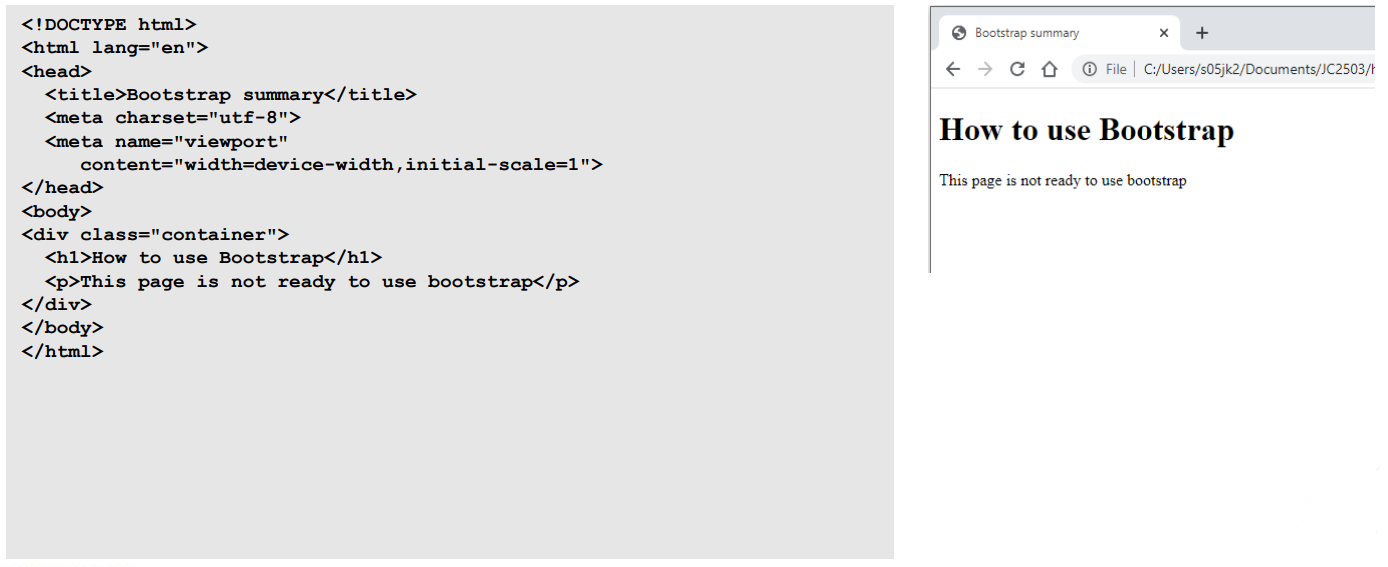 <!DOCTYPE html>
<html lang="en">
<head>
  <title>Bootstrap summary</title>
  <meta charset="utf-8">
  <meta name="viewport"
     content="width=device-width,initial-scale=1">
</head>
<body>
<div class="container">
  <h1>How to use Bootstrap</h1>
  <p>This page is not ready to use bootstrap</p>
</div>
</body>
</html>
Bootstrap summary
File C:/Users/s05jk2/Documents/JC2503/
How to use Bootstrap
This page is not ready to use bootstrap